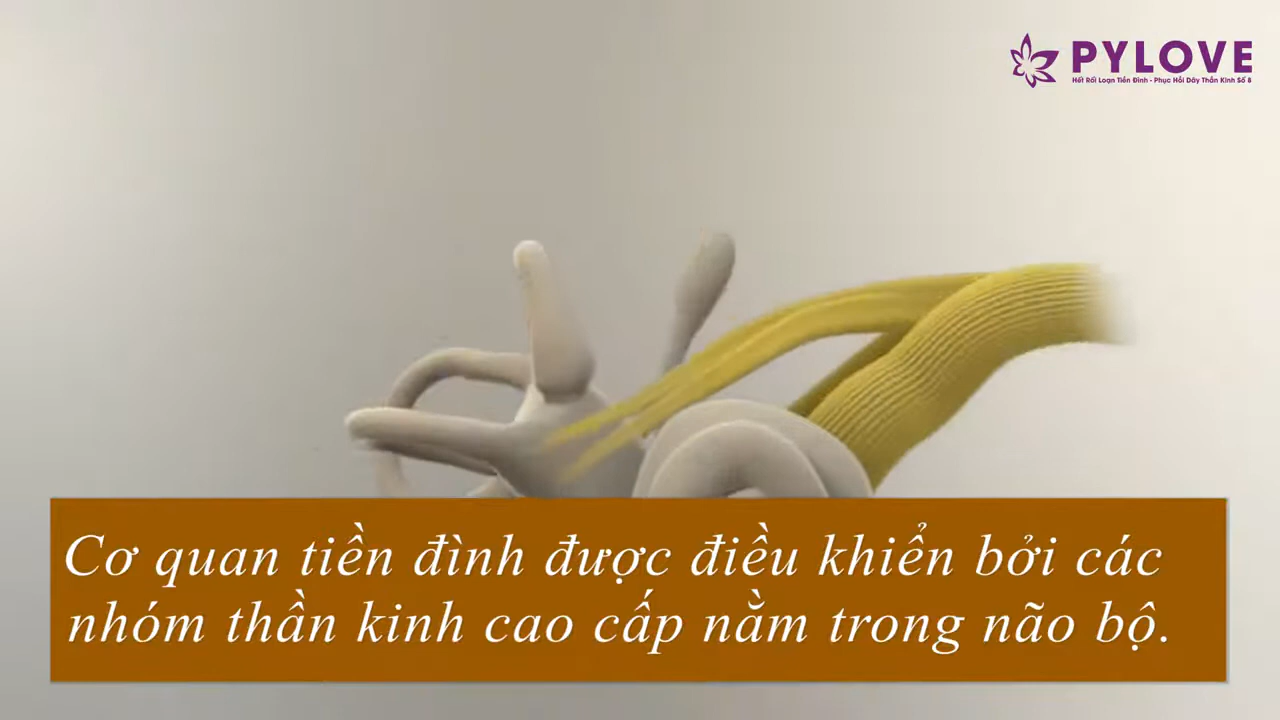 PYLOVE
Hết Rối Loạn Tiền Đình - Phục Hồi Dây Thần Kinh Số 8
Cơ quan tiền đình được điều khiển bởi các
nhóm thần kinh cao cấp nằm trong não bộ.